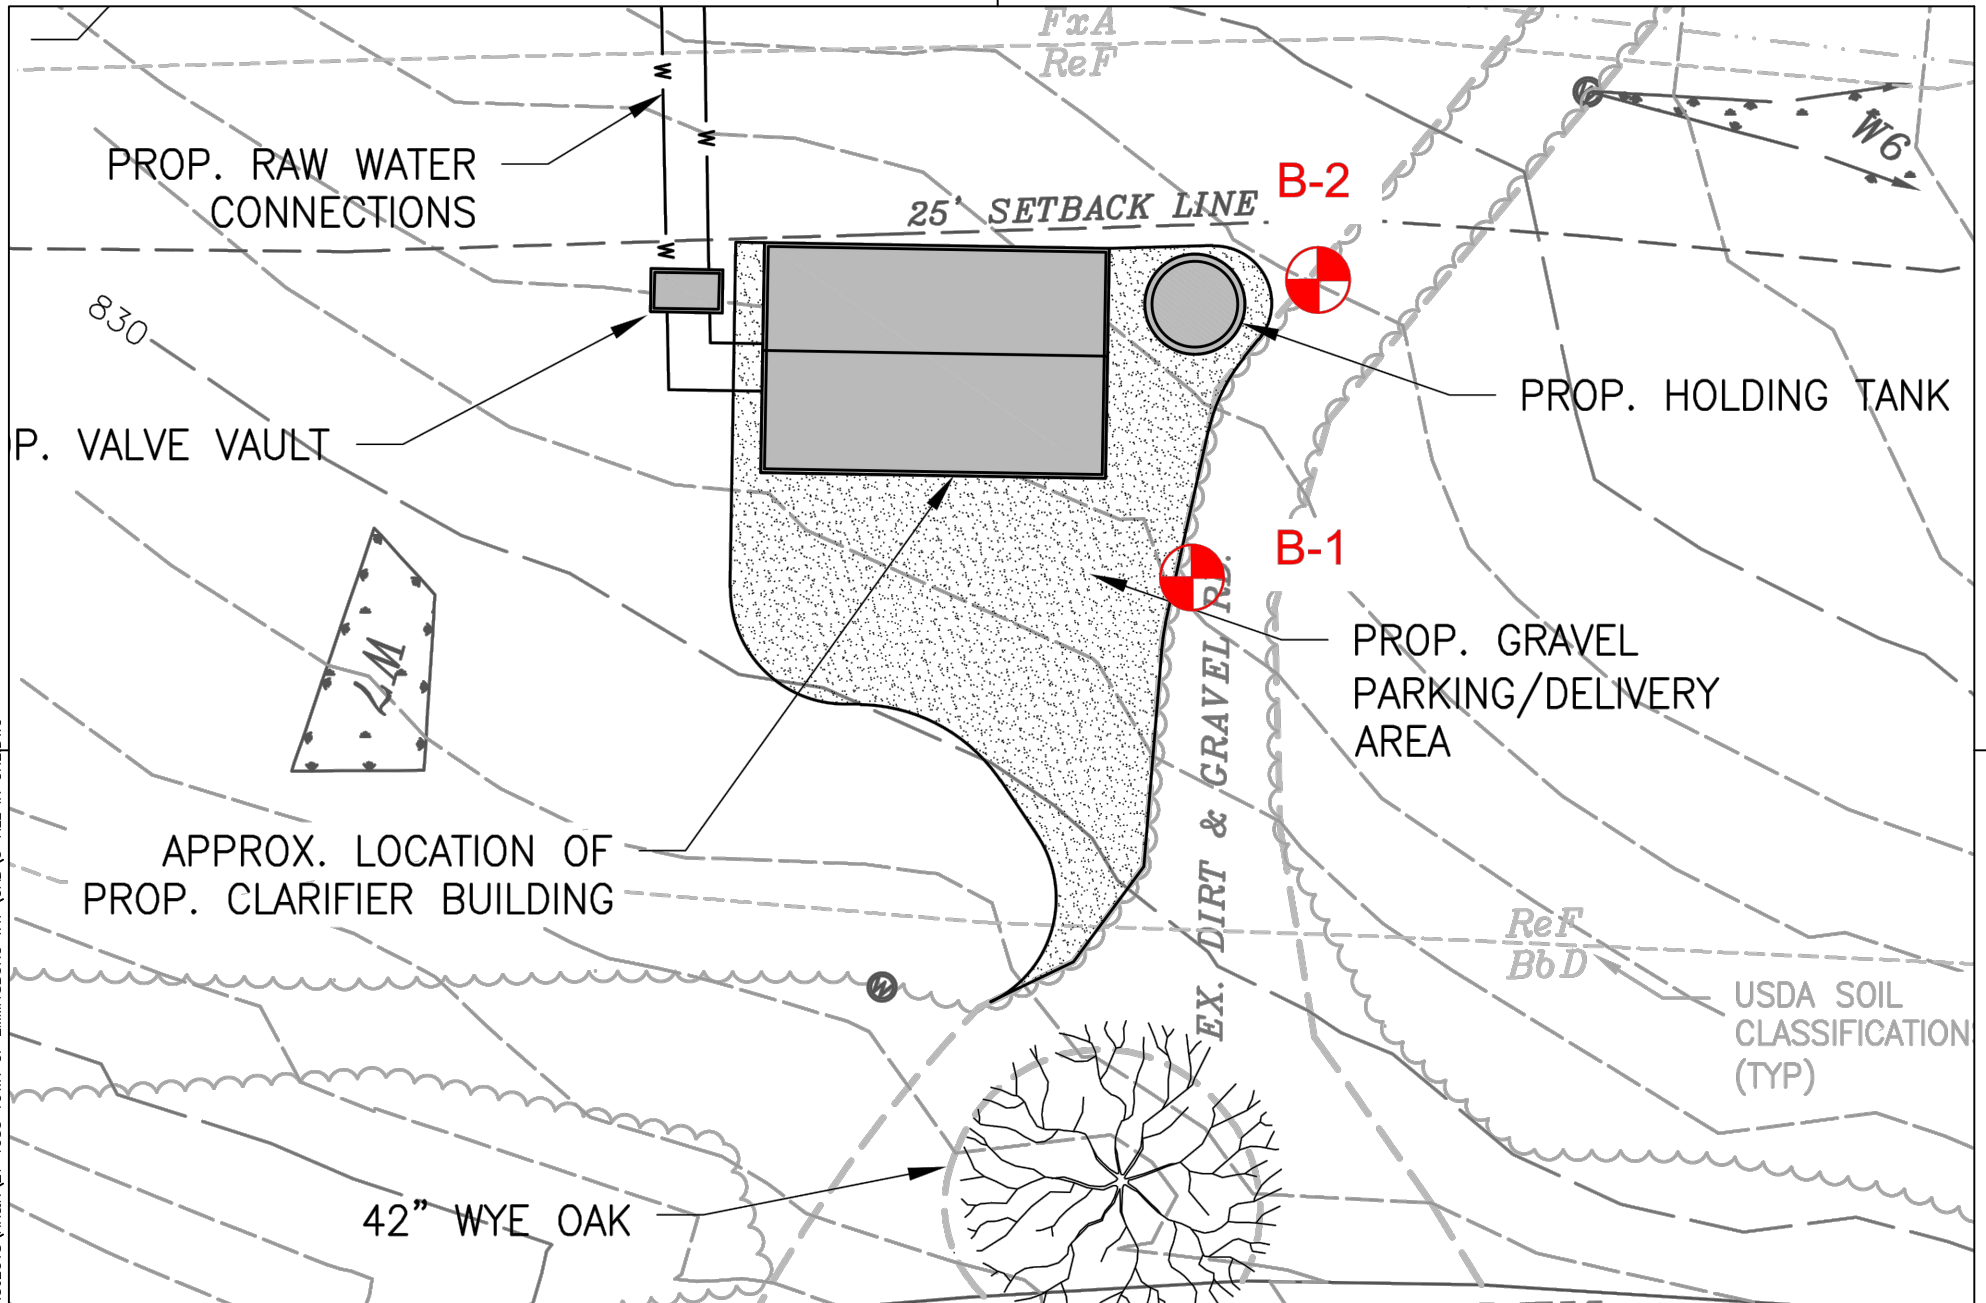 FxA
ReF
W6
PROP. RAW WATER
CONNECTIONS
W
W
W
25' SETBACK LINE
B-2
830
PROP. HOLDING TANK
P. VALVE VAULT
B-1
W7
PROP. GRAVEL
PARKING/DELIVERY
AREA
EX. DIRT & GRAVEL RD.
APPROX. LOCATION OF
PROP. CLARIFIER BUILDING
ReF
BbD
W
W
USDA SOIL
CLASSIFICATIONS
(TYP)
42" WYE OAK